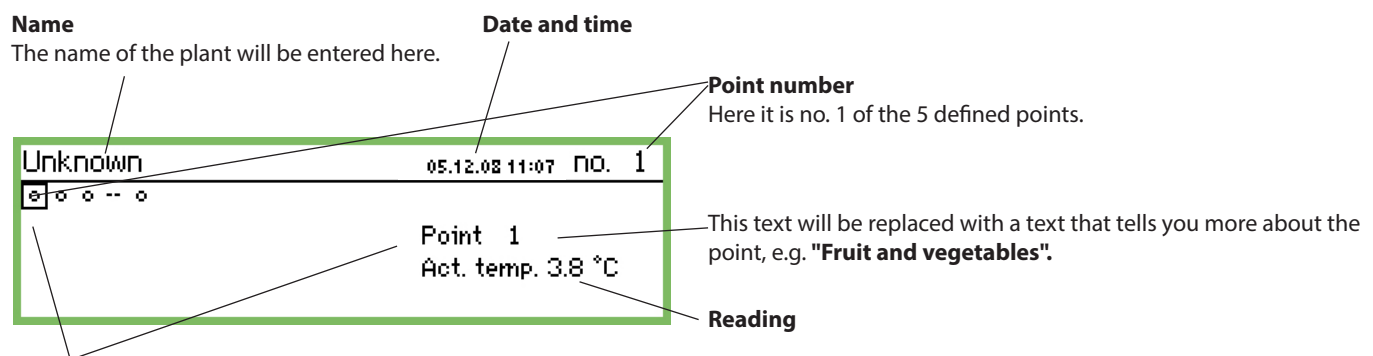 Name
The name of the plant will be entered here.
Date and time
Point number
Here it is no. 1 of the 5 defined points.
Unknown 05.12.08 11:07 no. 1
o o o -- o
Point 1
Act. temp. 3.8 °C
This text will be replaced with a text that tells you more about the
point, e.g. "Fruit and vegetables".
Reading